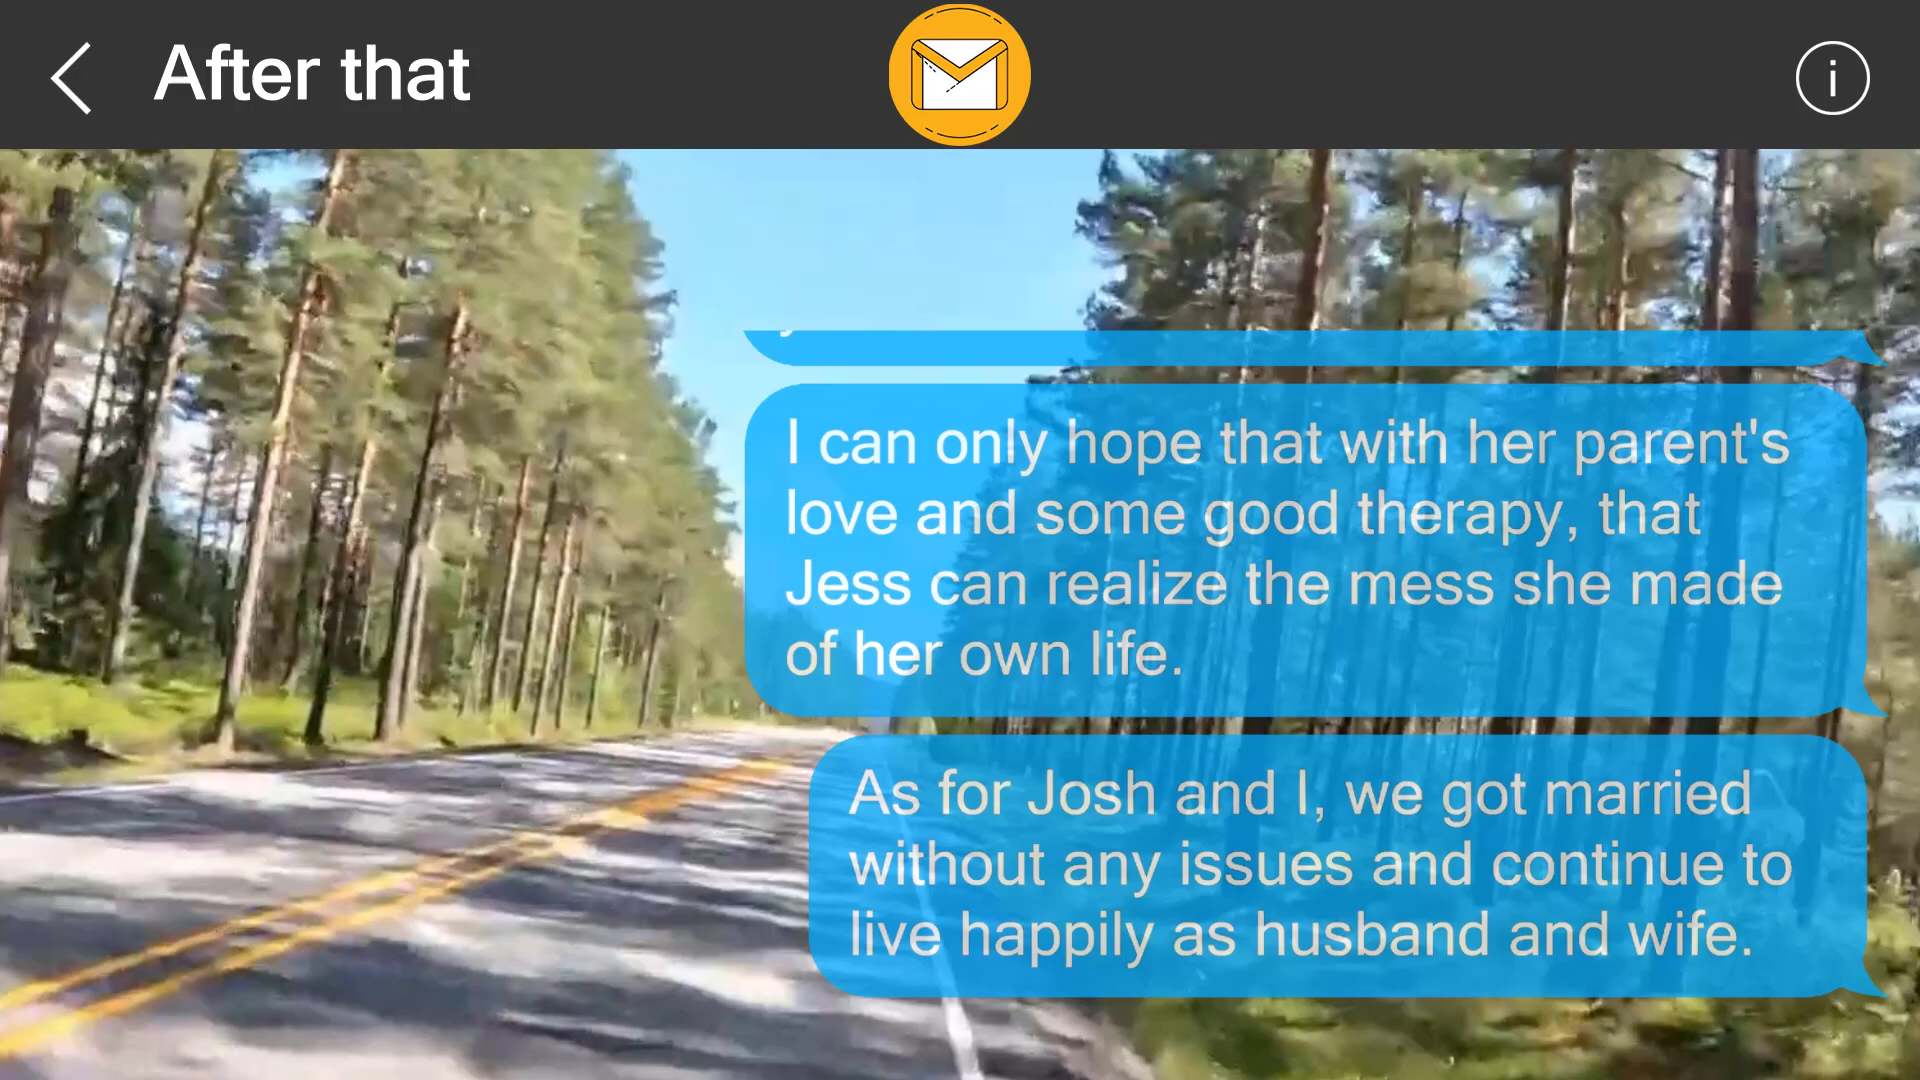 After that
I can only hope that with her parent's
love and some good therapy, that
Jess can realize the mess she made
of her own life.
As for Josh and I, we got married
without any issues and continue to
live happily as husband and wife.